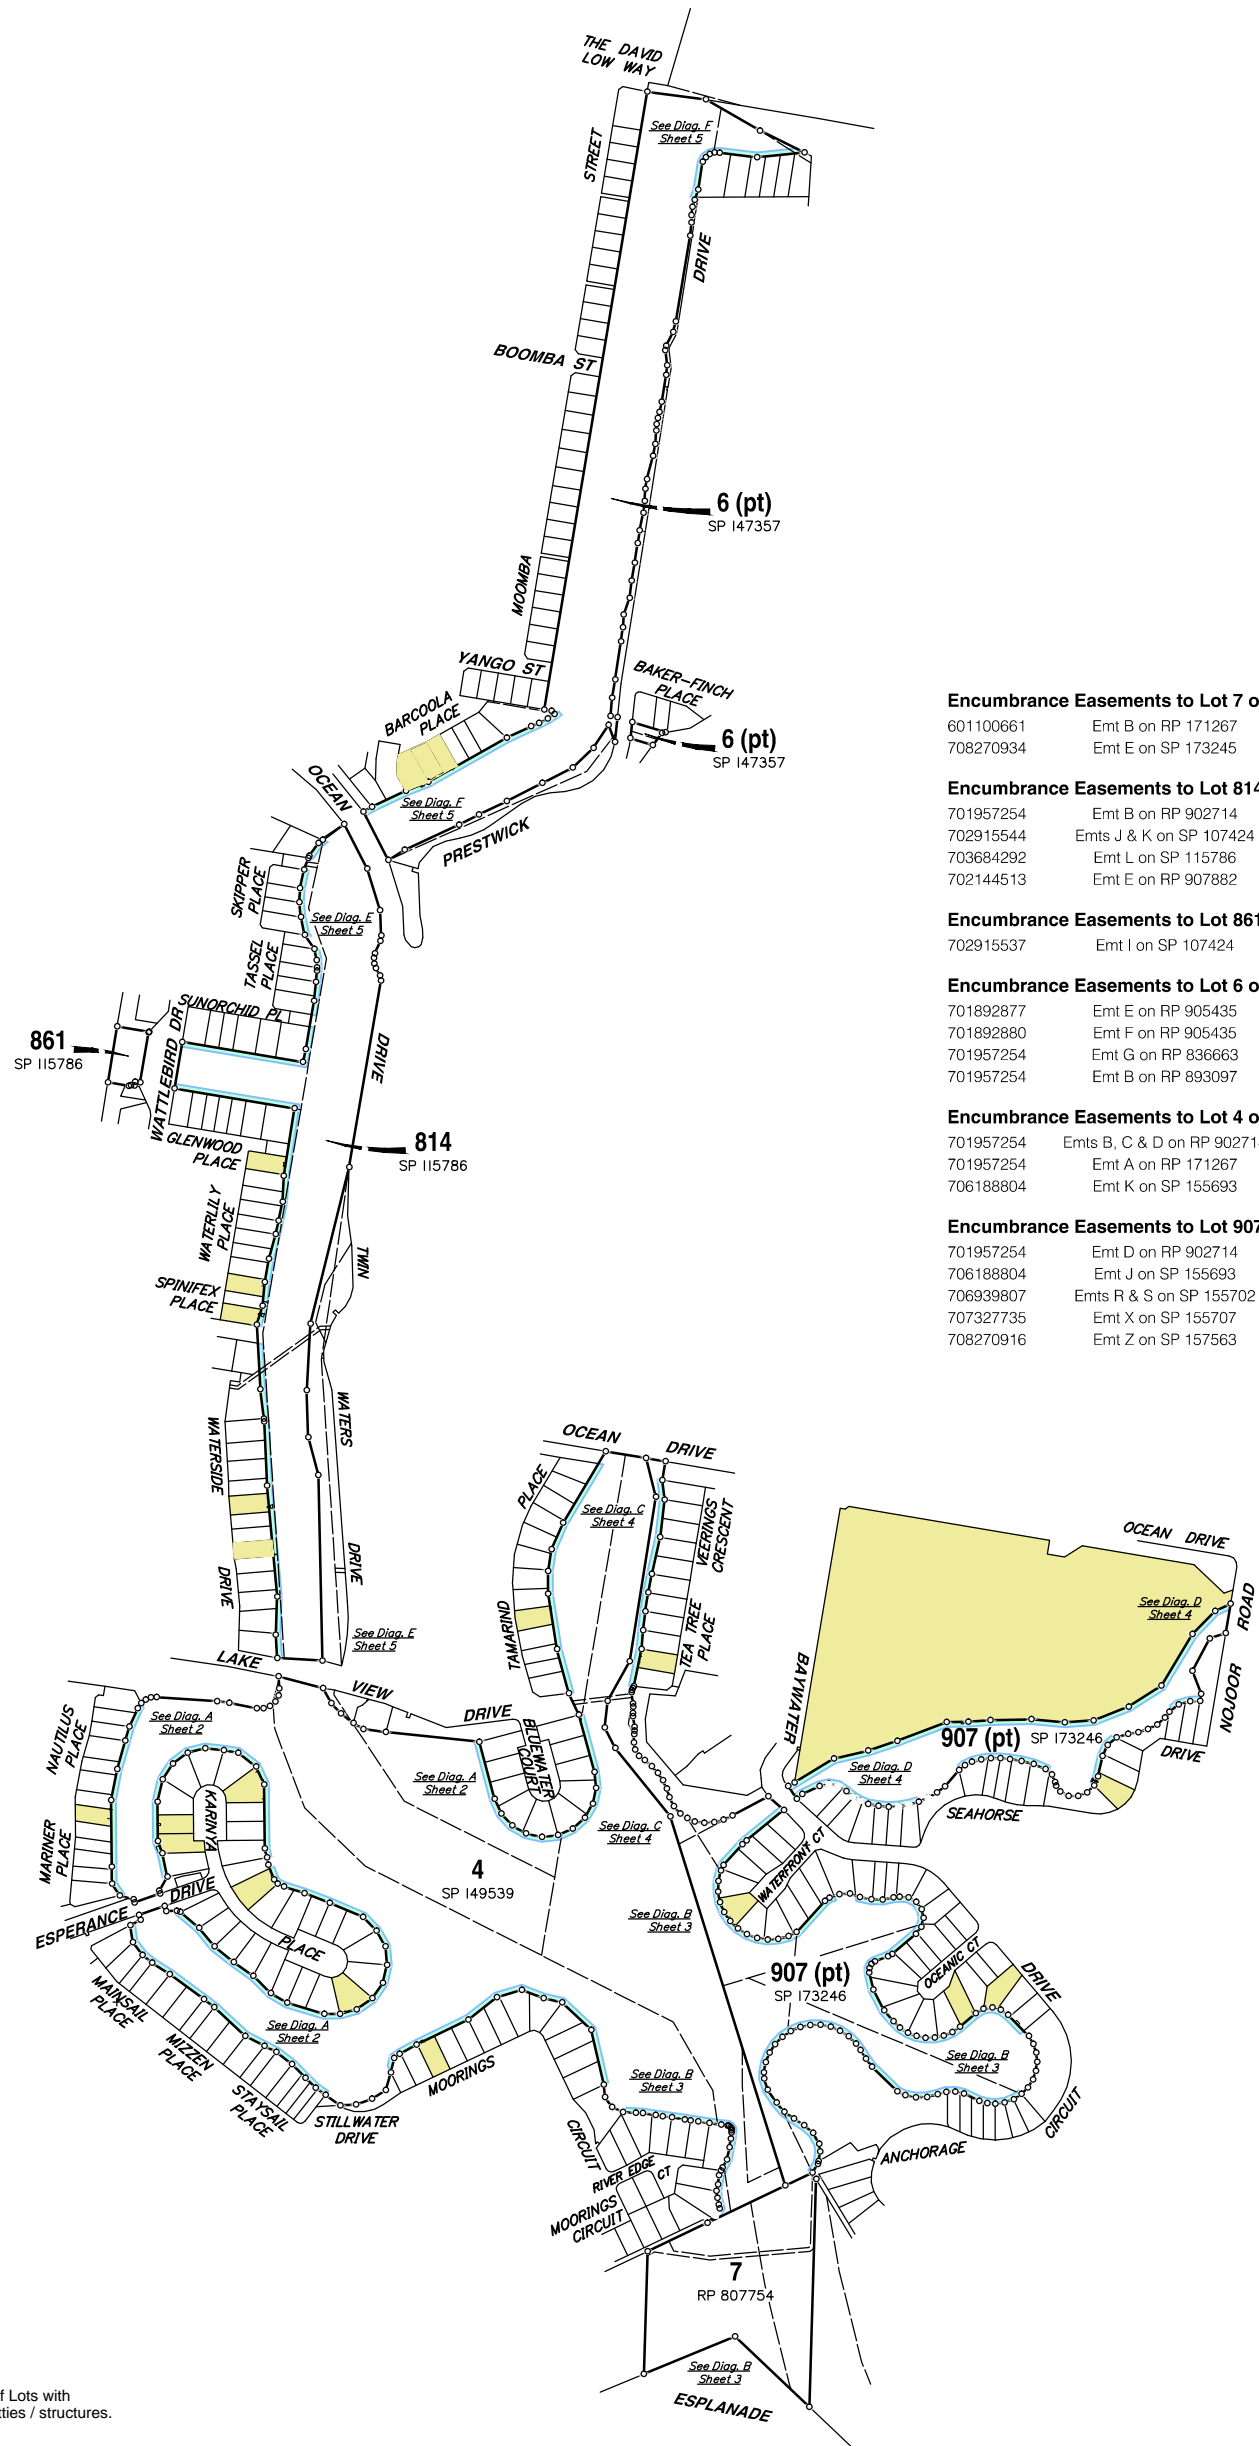 THE DAVID
LOW WAY
See Diag. F
Sheet 5
STREET
DRIVE
BOOMBA ST
6 (pt)
SP 147357
MOOMBA
YANGO ST
BAKER-FINCH
PLACE
BARCOOLA
PLACE
6 (pt)
SP 147357
OCEAN
See Diag. F
Sheet 5
PRESTWICK
SKIPPER
PLACE
See Diag. E
Sheet 5
TASSEL
PLACE
SUNORCHID PL
WATTLEBIRD DR
861
SP 115786
DRIVE
GLENWOOD
PLACE
814
SP 115786
WATERLILY
PLACE
TWIN
SPINIFEX
PLACE
WATERS
WATERSIDE
DRIVE
DRIVE
See Diag. E
Sheet 5
Encumbrance Easements to Lot 7 o
601100661 Emt B on RP 171267
708270934 Emt E on SP 173245
Encumbrance Easements to Lot 814
701957254 Emt B on RP 902714
702915544 Emts J & K on SP 107424
703684292 Emt L on SP 115786
702144513 Emt E on RP 907882
Encumbrance Easements to Lot 861
702915537 Emt I on SP 107424
Encumbrance Easements to Lot 6 o
701892877 Emt E on RP 905435
701892880 Emt F on RP 905435
701957254 Emt G on RP 836663
701957254 Emt B on RP 893097
Encumbrance Easements to Lot 4 o
701957254 Emts B, C & D on RP 90271
701957254 Emt A on RP 171267
706188804 Emt K on SP 155693
Encumbrance Easements to Lot 907
701957254 Emt D on RP 902714
706188804 Emt J on SP 155693
706939807 Emts R & S on SP 155702
707327735 Emt X on SP 155707
708270916 Emt Z on SP 157563
OCEAN DRIVE
PLACE
See Diag. C
Sheet 4
VEERINGS
CRESCENT
TAMARIND
TEA TREE
PLACE
OCEAN DRIVE
See Diag. D
Sheet 4
ROAD
NOJOOR
BAYWATER
LAKE
VIEW
DRIVE
NAUTILUS
PLACE
See Diag. A
Sheet 2
BLUEWATER
COURT
See Diag. A
Sheet 2
907 (pt) SP 173246
DRIVE
See Diag. D
Sheet 4
SEAHORSE
KARINYA
See Diag. C
Sheet 4
MARINER
PLACE
WATERFRONT CT
4
SP 149539
DRIVE
ESPERANCE
See Diag. B
Sheet 3
PLACE
907 (pt)
SP 173246
OCEANIC CT
DRIVE
MAINSAIL
PLACE
See Diag. A
Sheet 2
MIZZEN
PLACE
See Diag. B
Sheet 3
MOORINGS
See Diag. B
Sheet 3
STAYSAIL
PLACE
STILLWATER
DRIVE
CIRCUIT
CIRCUIT
ANCHORAGE
RIVER EDGE CT
MOORINGS
CIRCUIT
7
RP 807754
See Diag. B
Sheet 3
ESPLANADE
f Lots with
tties / structures.